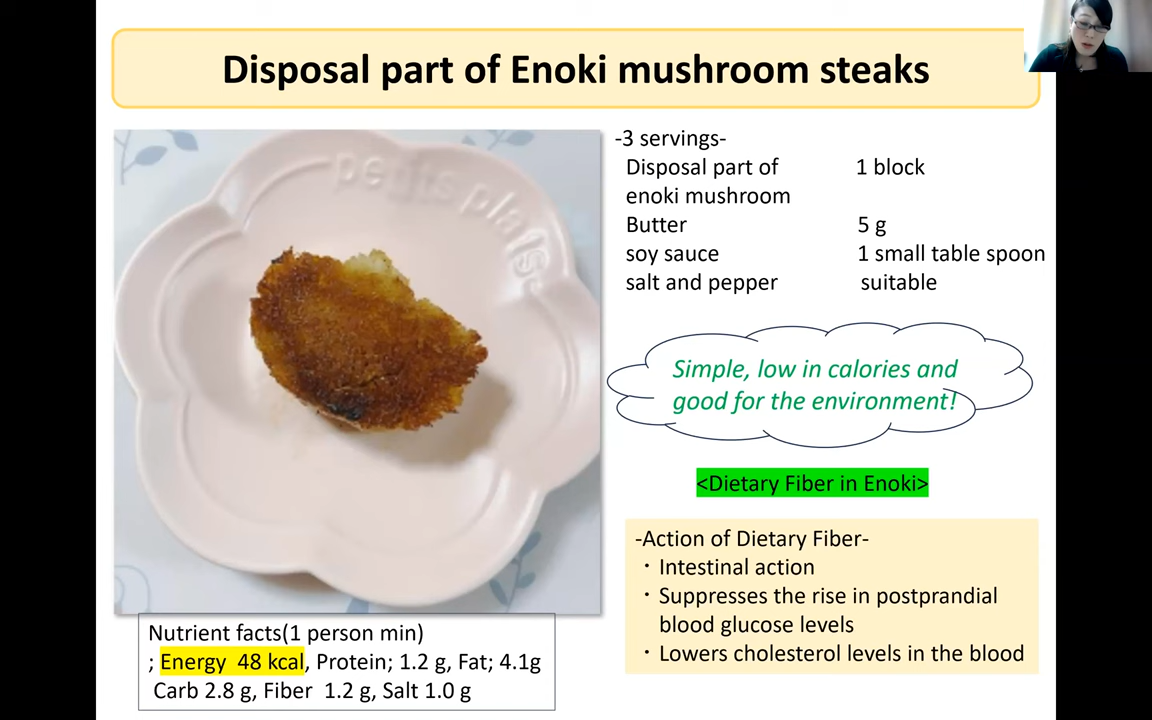 Disposal part of Enoki mushroom steaks
petits plats.
-3 servings-
Disposal part of enoki mushroom 1 block
Butter 5 g
soy sauce 1 small table spoon
salt and pepper suitable
Simple, low in calories and
good for the environment!
<Dietary Fiber in Enoki>
-Action of Dietary Fiber-
・Intestinal action
・Suppresses the rise in postprandial
blood glucose levels
・Lowers cholesterol levels in the blood
Nutrient facts(1 person min)
; Energy 48 kcal, Protein; 1.2 g, Fat; 4.1g
Carb 2.8 g, Fiber 1.2 g, Salt 1.0 g